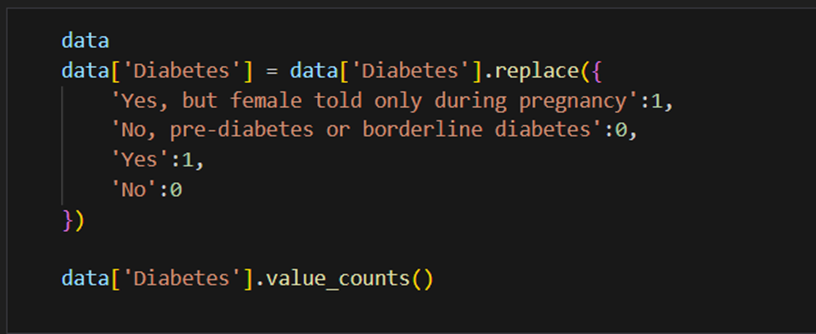 data
data['Diabetes'] = data['Diabetes'].replace({
    'Yes, but female told only during pregnancy':1,
    'No, pre-diabetes or borderline diabetes':0,
    'Yes':1,
    'No':0
})
data['Diabetes'].value_counts()